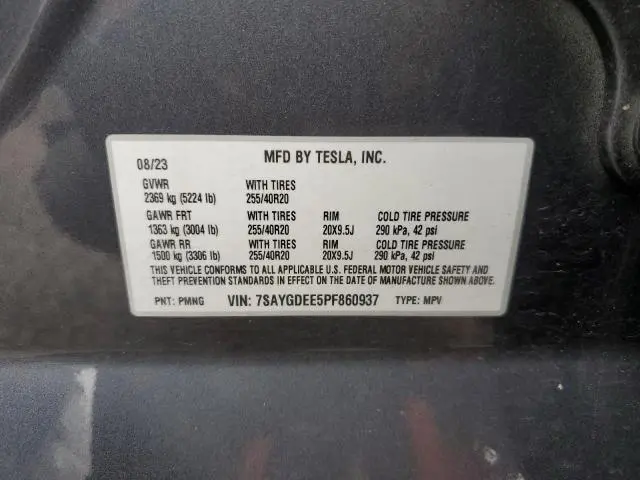 08/23 MFD BY TESLA, INC.
GVWR WITH TIRES
2369 kg (5224 lb) 255/40R20
GAWR FRT WITH TIRES RIM COLD TIRE PRESSURE
1363 kg (3004 lb) 255/40R20 20X9.5J 290 kPa, 42 psi
GAWR RR WITH TIRES RIM COLD TIRE PRESSURE
1500 kg (3306 lb) 255/40R20 20X9.5J 290 kPa, 42 psi
THIS VEHICLE CONFORMS TO ALL APPLICABLE U.S. FEDERAL MOTOR VEHICLE SAFETY AND
THEFT PREVENTION STANDARDS IN EFFECT ON THE DATE OF MANUFACTURE SHOWN ABOVE.
PNT: PMNG VIN: 7SAYGDEE5PF860937 TYPE: MPV